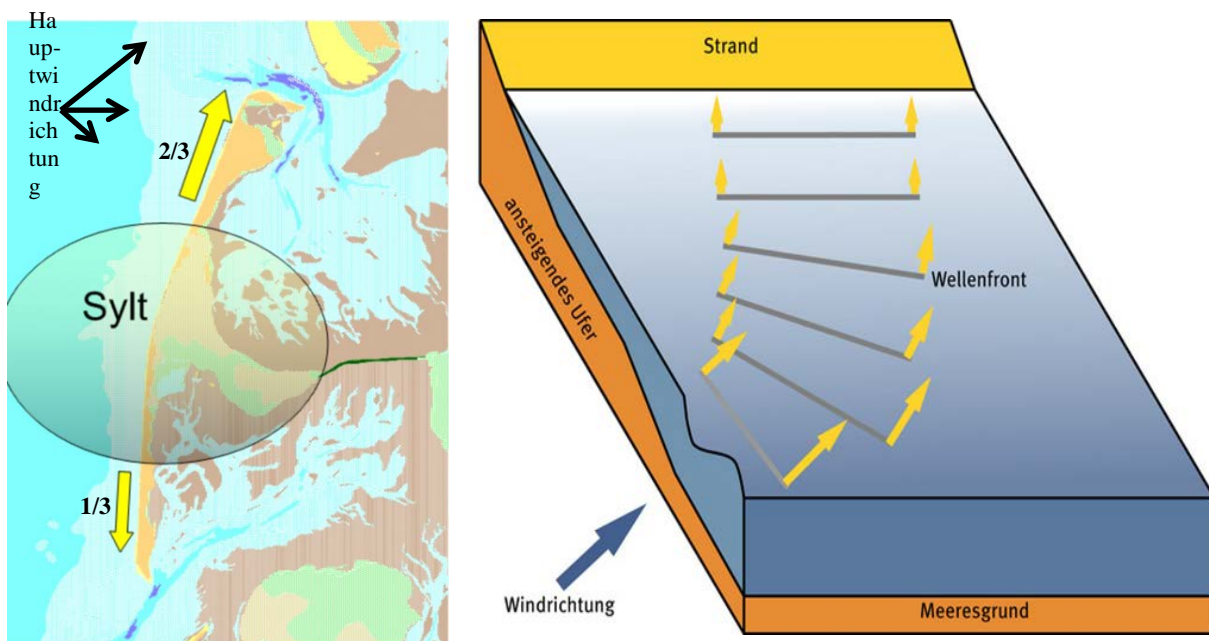 Ha
up-
twi
ndr
ich
tun
g
2/3
Sylt
1/3
Strand
ansteigendes Ufer
Wellenfront
Windrichtung
Meeresgrund